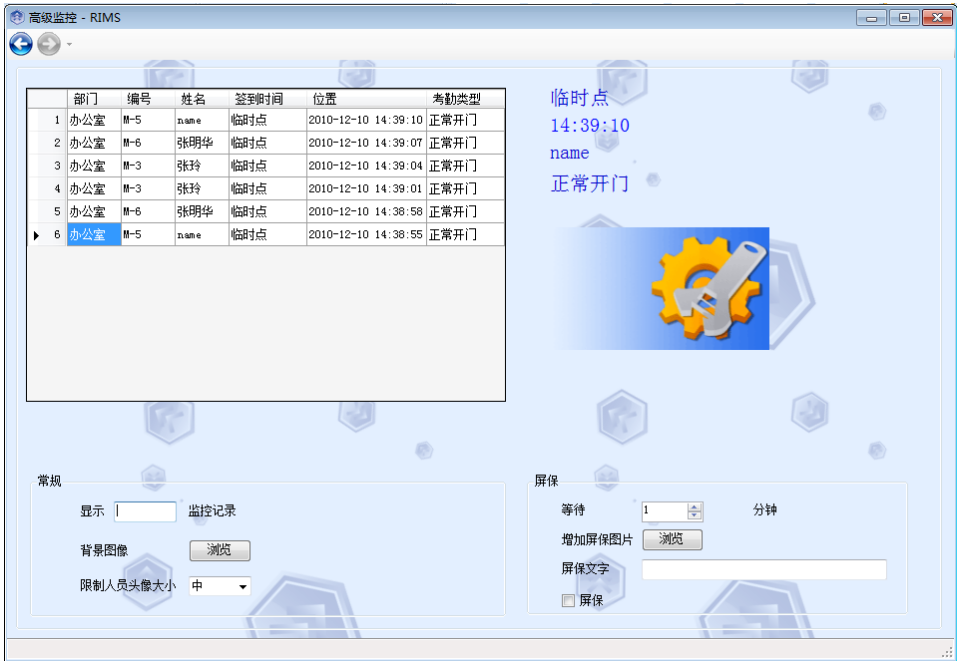 高级监控 - RIMS
部门 编号 姓名 签到时间 位置 考勤类型
1 办公室 M-5 name 临时点 2010-12-10 14:39:10 正常开门
2 办公室 M-6 张明华 临时点 2010-12-10 14:39:07 正常开门
3 办公室 M-3 张玲 临时点 2010-12-10 14:39:04 正常开门
4 办公室 M-3 张玲 临时点 2010-12-10 14:39:01 正常开门
5 办公室 M-6 张明华 临时点 2010-12-10 14:38:58 正常开门
6 办公室 M-5 name 临时点 2010-12-10 14:38:55 正常开门
临时点
14:39:10
name
正常开门
常规
显示 监控记录
背景图像 浏览
限制人员头像大小 中
屏保
等待 1 分钟
增加屏保图片 浏览
屏保文字
屏保